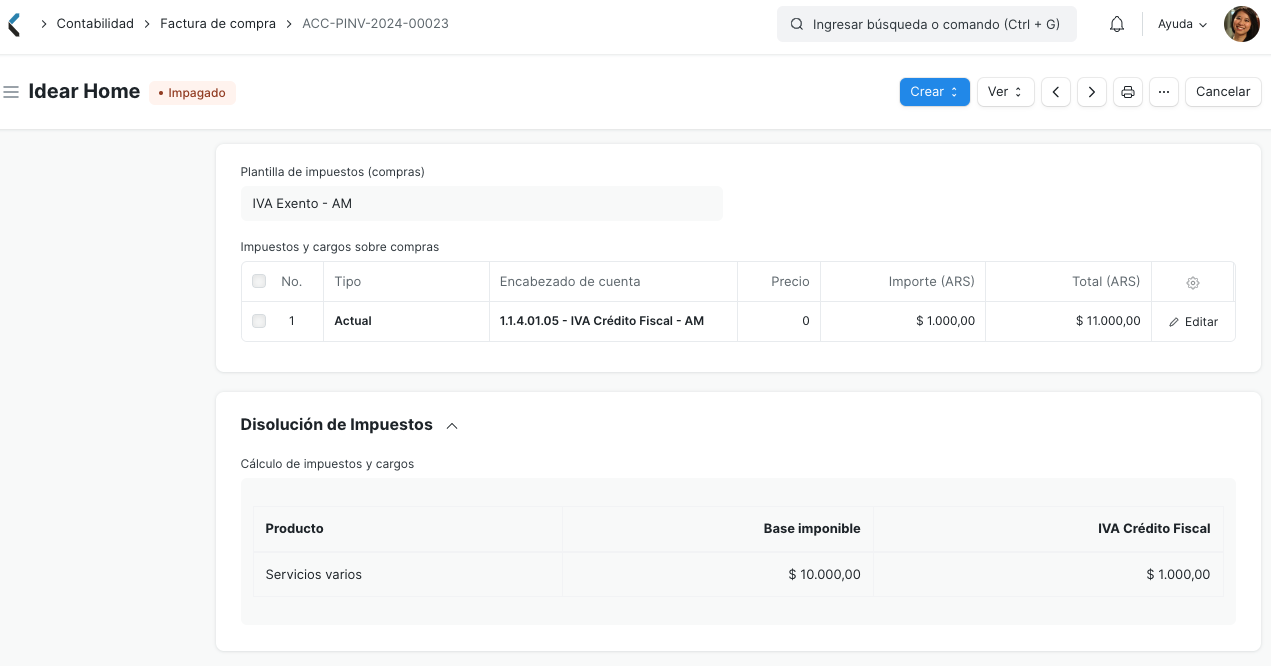 Contabilidad > Factura de compra > ACC-PINV-2024-00023
Ingresar búsqueda o comando (Ctrl + G)
Ayuda
Idear Home
• Impagado
Crear
Ver
Cancelar
Plantilla de impuestos (compras)
IVA Exento - AM
Impuestos y cargos sobre compras
No. Tipo Encabezado de cuenta Precio Importe (ARS) Total (ARS)
1 Actual 1.1.4.01.05 - IVA Crédito Fiscal - AM 0 $ 1.000,00 $ 11.000,00 Editar
Disolución de Impuestos
Cálculo de impuestos y cargos
Producto Base imponible IVA Crédito Fiscal
Servicios varios $ 10.000,00 $ 1.000,00